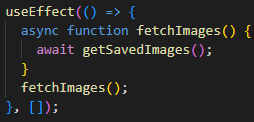 useEffect(() => {
  async function fetchImages() {
    await getSavedImages();
  }
  fetchImages();
}, []);